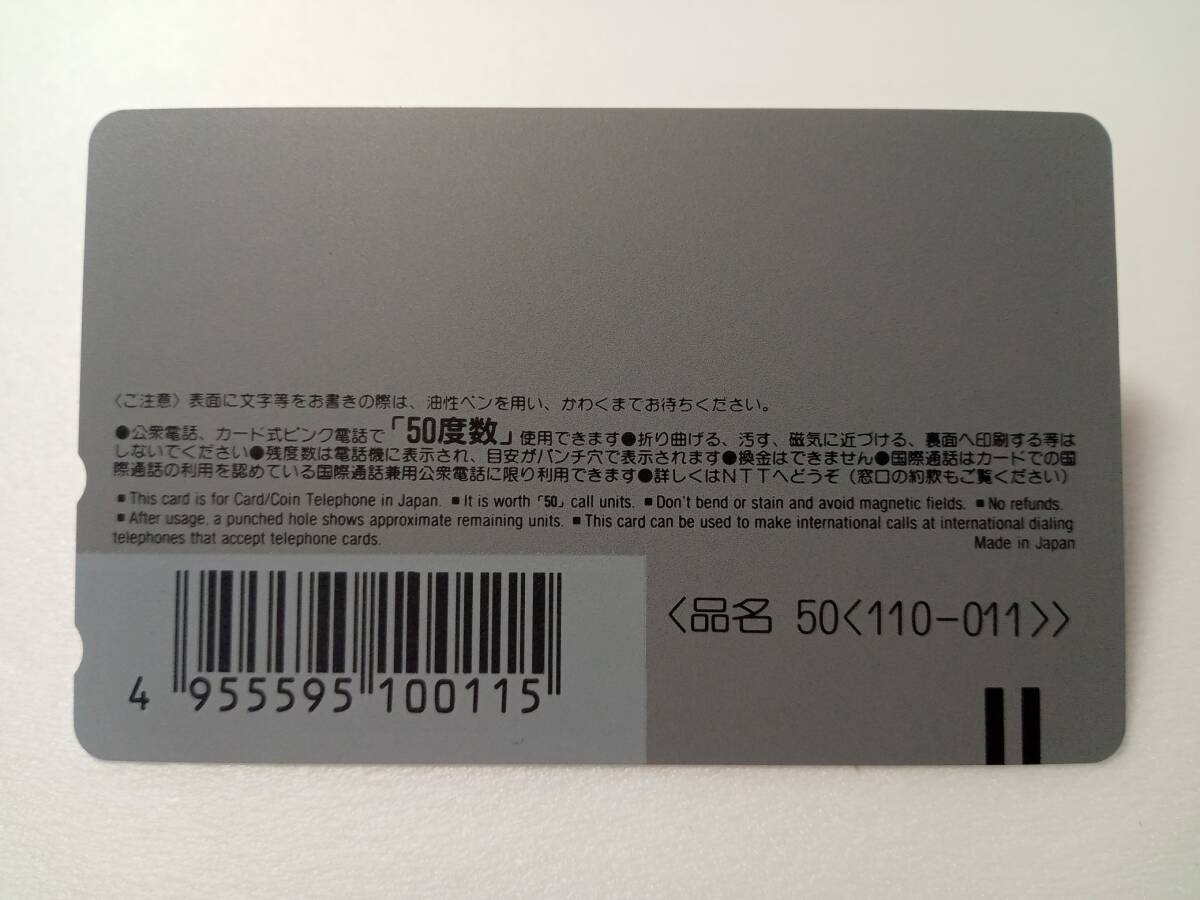 〈ご注意〉表面に文字等をお書きの際は、油性ペンを用い、かわくまでお待ちください。
●公衆電話、カード式ピンク電話で「50度数」使用できます●折り曲げる、汚す、磁気に近づける、裏面へ印刷する等は
しないでください●残度数は電話機に表示され、目安がパンチ穴で表示されます●換金はできません●国際通話はカードでの国
際通話の利用を認めている国際通話兼用公衆電話に限り利用できます●詳しくはNTTへどうぞ（窓口の約款もご覧ください）
■ This card is for Card/Coin Telephone in Japan. ■ It is worth「50」call units. ■ Don't bend or stain and avoid magnetic fields. ■ No refunds.
■ After usage, a punched hole shows approximate remaining units. ■ This card can be used to make international calls at international dialing
telephones that accept telephone cards.
Made in Japan
〈品名 50〈110-011〉〉
4 955595 100115